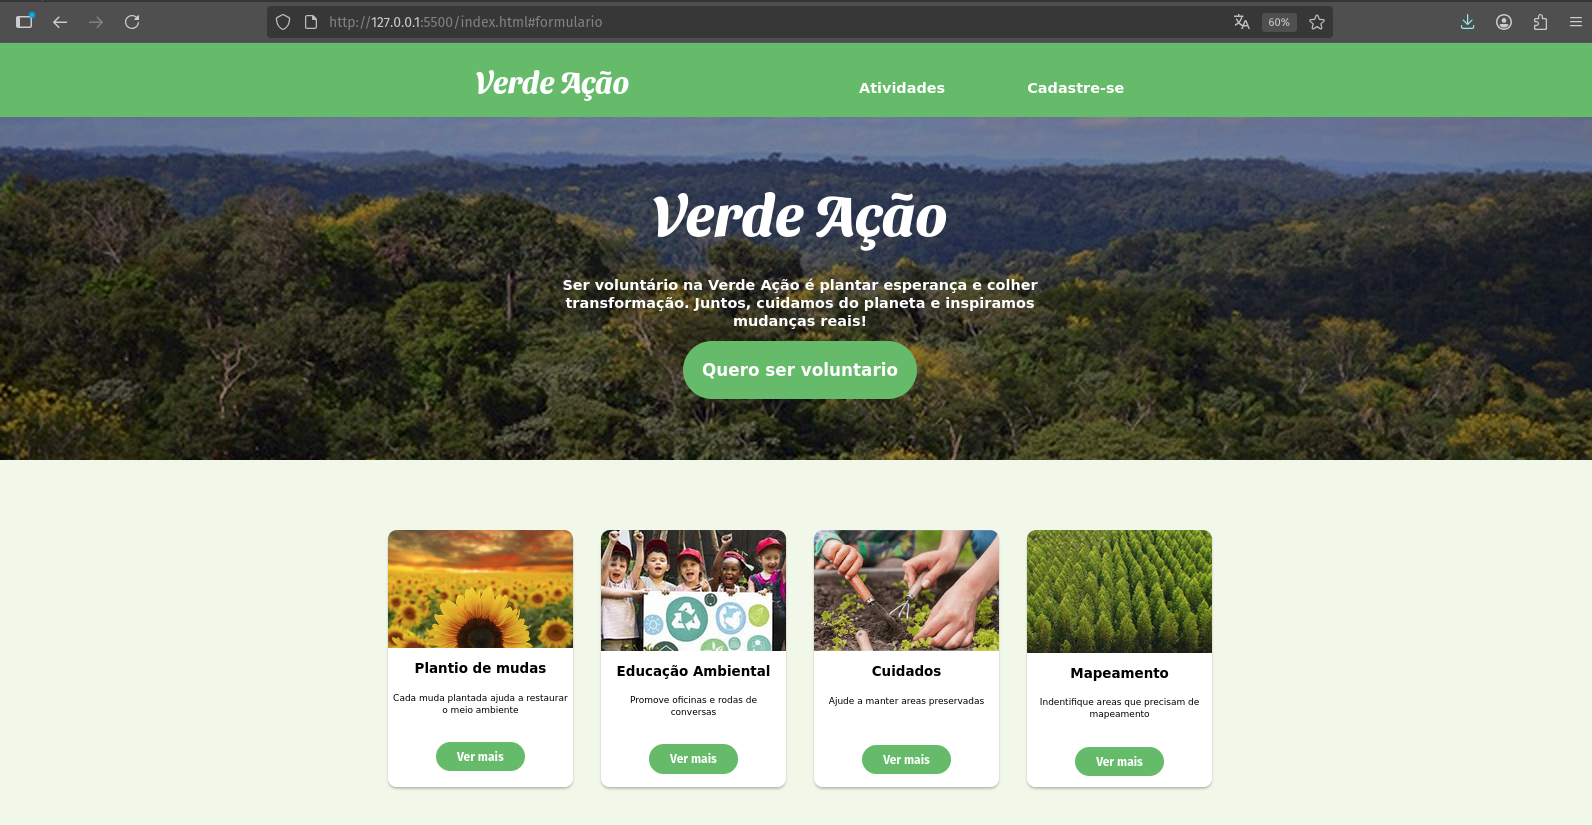 http://127.0.0.1:5500/index.html#formulario
60%
Verde Ação
Atividades
Cadastre-se
Verde Ação
Ser voluntário na Verde Ação é plantar esperança e colher
transformação. Juntos, cuidamos do planeta e inspiramos
mudanças reais!
Quero ser voluntario
Plantio de mudas
Cada muda plantada ajuda a restaurar
o meio ambiente
Ver mais
Educação Ambiental
Promove oficinas e rodas de
conversas
Ver mais
Cuidados
Ajude a manter areas preservadas
Ver mais
Mapeamento
Indentifique areas que precisam de
mapeamento
Ver mais